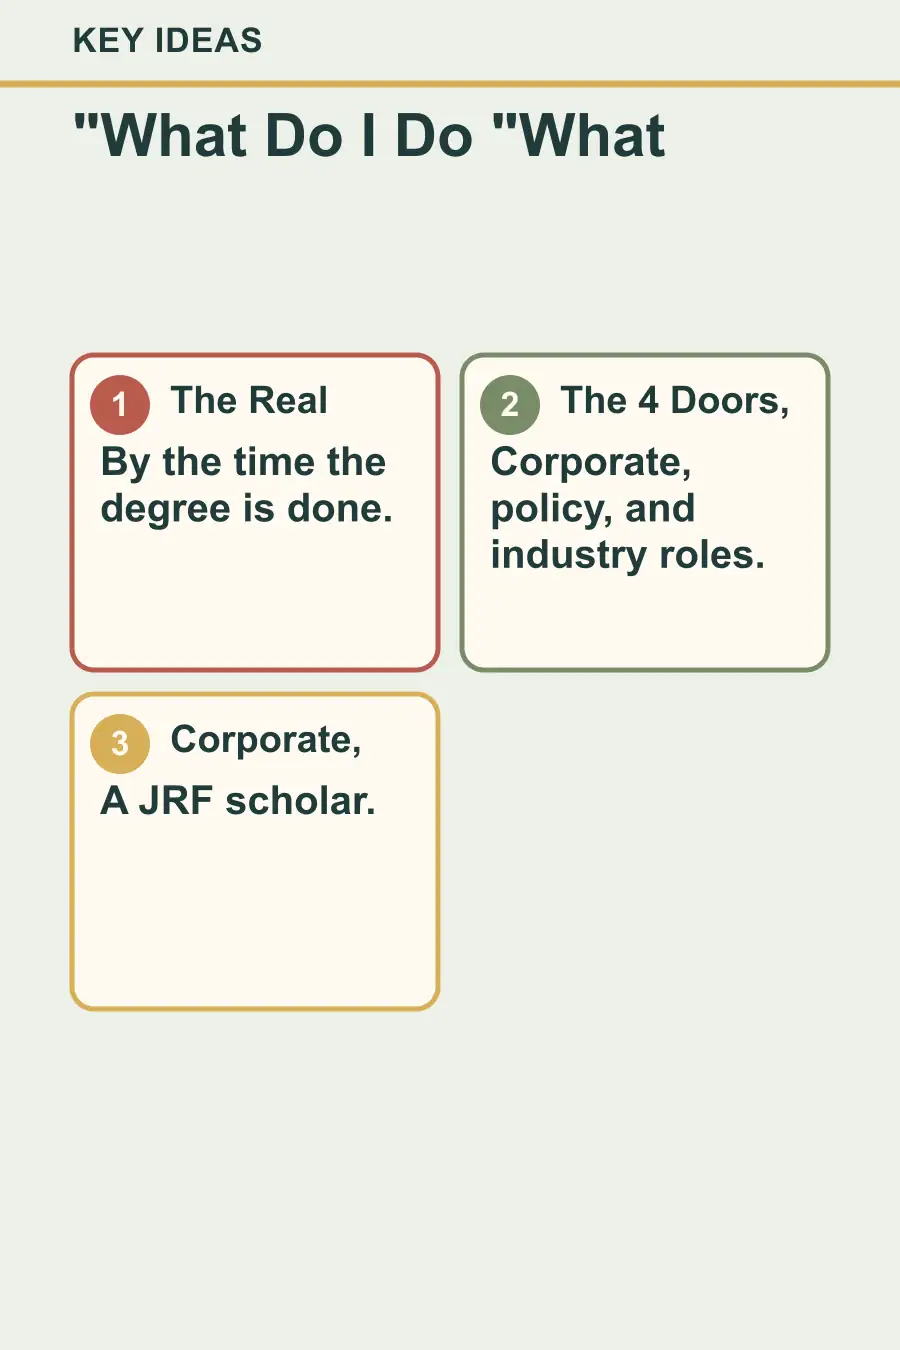 KEY IDEAS
"What Do I Do "What
1 The Real
By the time the
degree is done.
2 The 4 Doors,
Corporate,
policy, and
industry roles.
3 Corporate,
A JRF scholar.